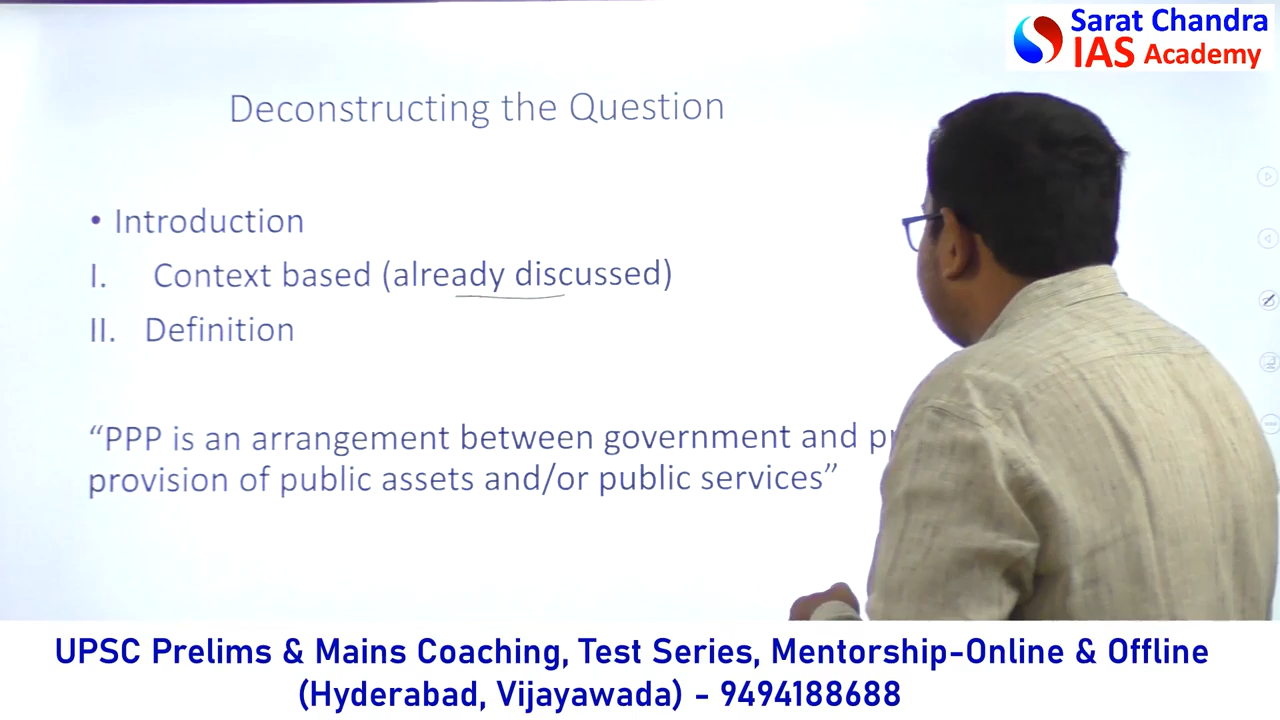 Sarat Chandra
IAS Academy
Deconstructing the Question
• Introduction
I. Context based (already discussed)
II. Definition
“PPP is an arrangement between government and
provision of public assets and/or public services”
UPSC Prelims & Mains Coaching, Test Series, Mentorship-Online & Offline
(Hyderabad, Vijayawada) - 9494188688